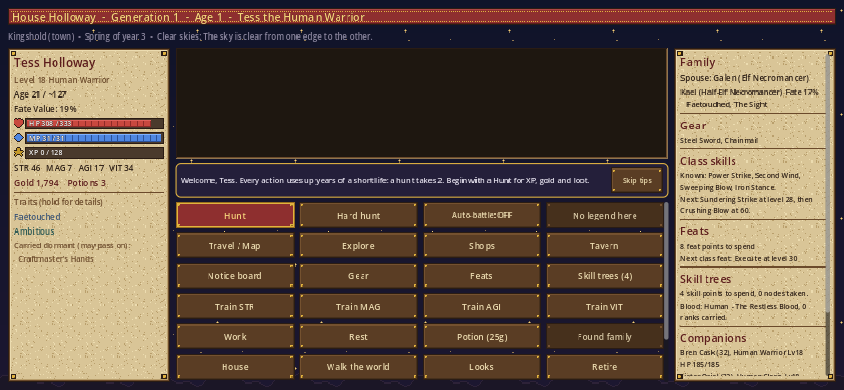 House Holloway - Generation 1 - Age 1 - Tess the Human Warrior
Kingshold (town) • Spring of year 3 • Clear skies: The sky is clear from one edge to the other.
Tess Holloway
Level 18 Human Warrior
Age 21 / ~127
Fate Value: 19%
HP 308 / 333
MP 31 / 31
XP 0 / 128
STR 46 MAG 7 AGI 17 VIT 34
Gold 1,794 Potions 3
Traits (hold for details)
Faetouched
Ambitious
Carried dormant (may pass on):
Craftmaster's Hands
Welcome, Tess. Every action uses up years of a short life: a hunt takes 2. Begin with a Hunt for XP, gold and loot.
Skip tips
Hunt
Hard hunt
Auto-battle: OFF
No legend here
Travel / Map
Explore
Shops
Tavern
Notice board
Gear
Feats
Skill trees (4)
Train STR
Train MAG
Train AGI
Train VIT
Work
Rest
Potion (25g)
Found family
House
Walk the world
Looks
Retire
Family
Spouse: Galen (Elf Necromancer)
Kael (Half-Elf Necromancer) Fate 17%
Faetouched, The Sight
Gear
Steel Sword, Chainmail
Class skills
Known: Power Strike, Second Wind,
Sweeping Blow, Iron Stance.
Next: Sundering Strike at level 28, then
Crushing Blow at 60.
Feats
8 feat points to spend
Next class feat: Execute at level 30
Skill trees
4 skill points to spend, 0 nodes taken.
Blood: Human - The Restless Blood, 0
ranks carried.
Companions
Bren Cask (32), Human Warrior Lv18
HP 185/185